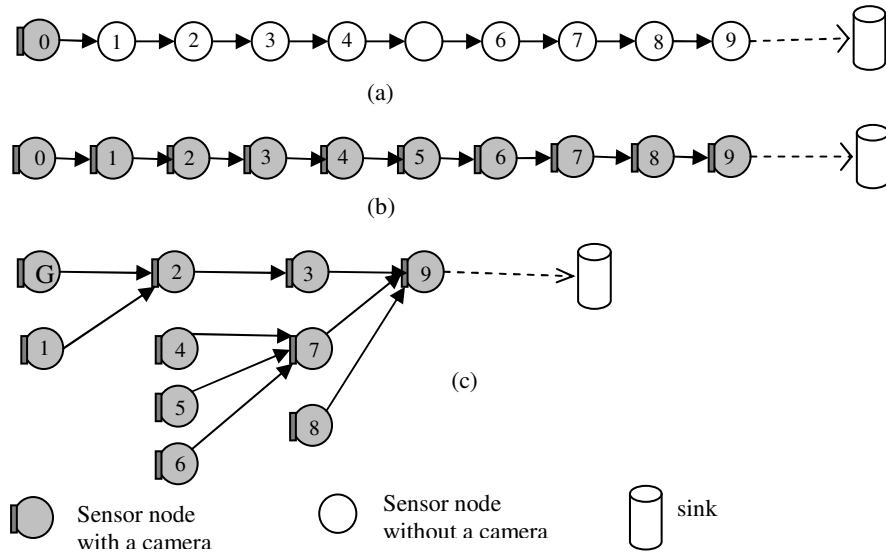 0 1 2 3 4 6 7 8 9
(a)
0 1 2 3 4 5 6 7 8 9
(b)
G 2 3 9
1 4 7
(c)
5
8
6
Sensor node
with a camera
Sensor node
without a camera
sink